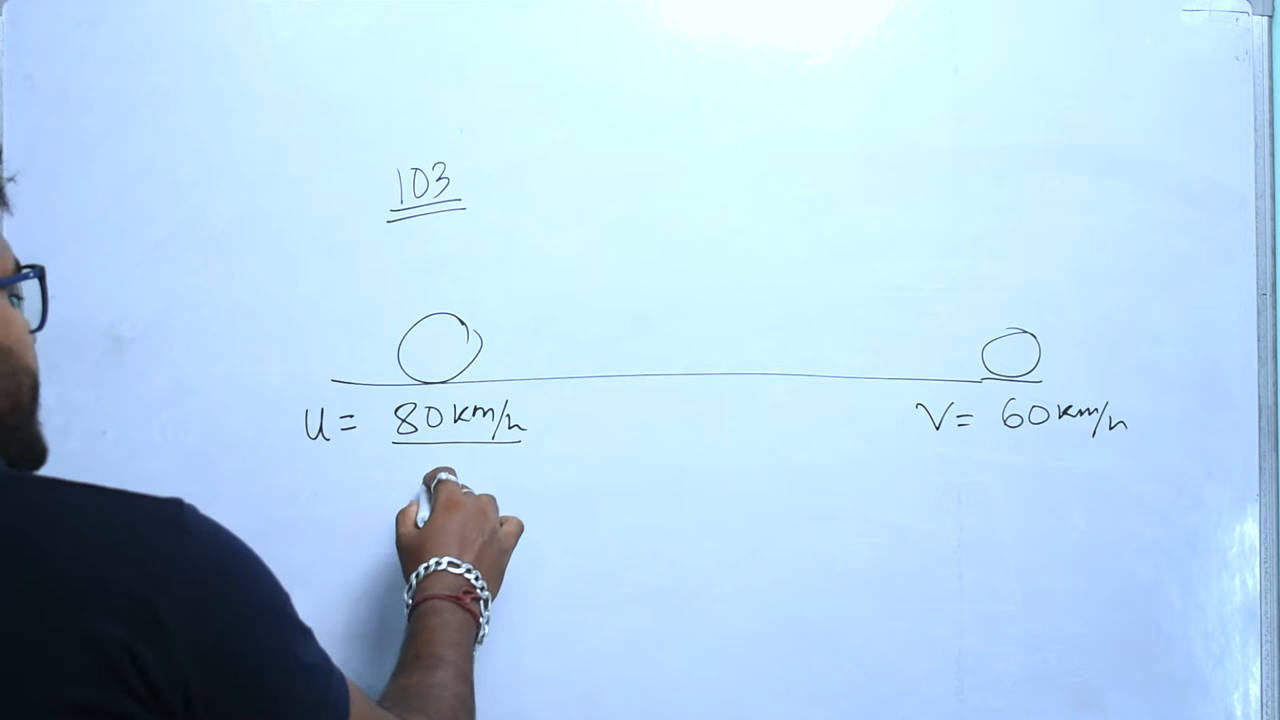 103
u = 80 km/h
v = 60 km/h